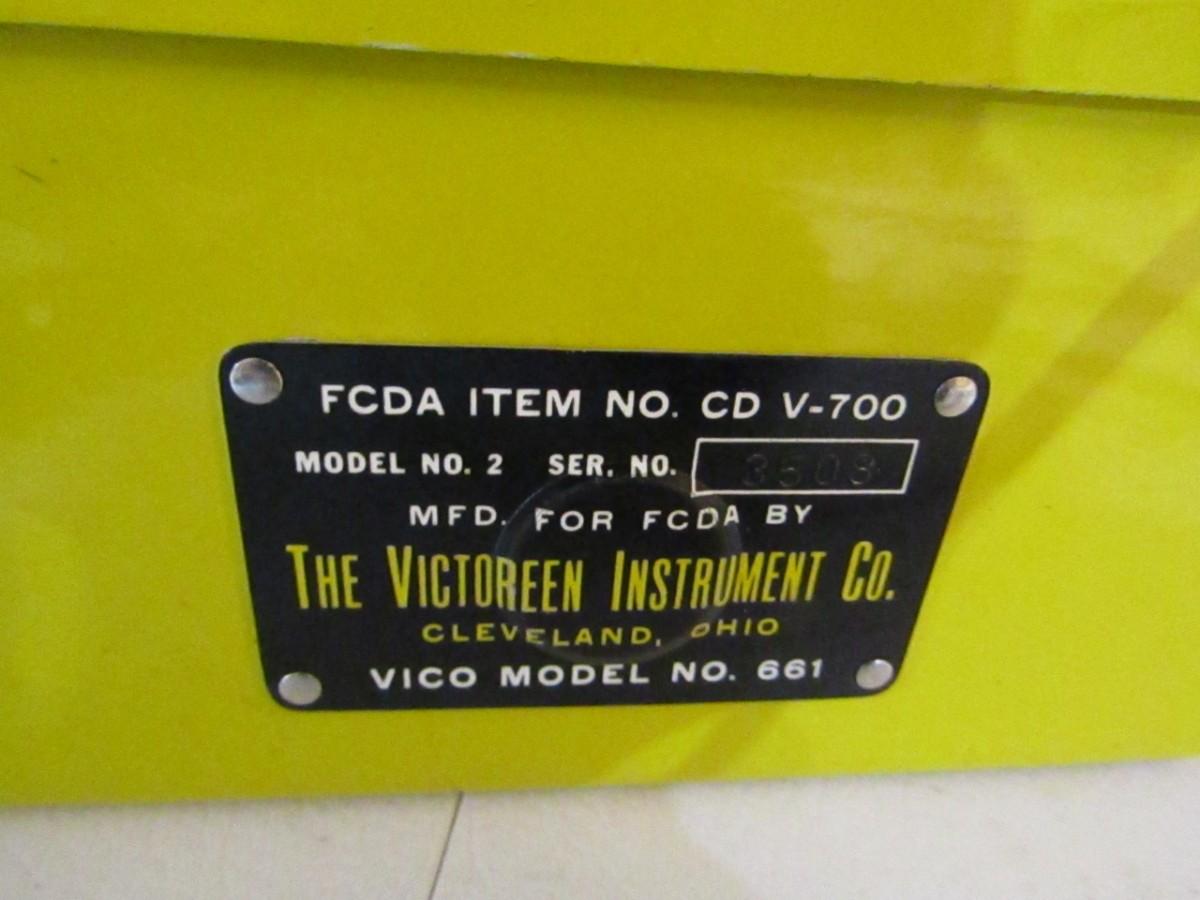 FCDA ITEM NO. CD V-700
MODEL NO. 2 SER. NO. 3503
MFD. FOR FCDA BY
THE VICTOREEN INSTRUMENT CO.
CLEVELAND, OHIO
VICO MODEL NO. 661